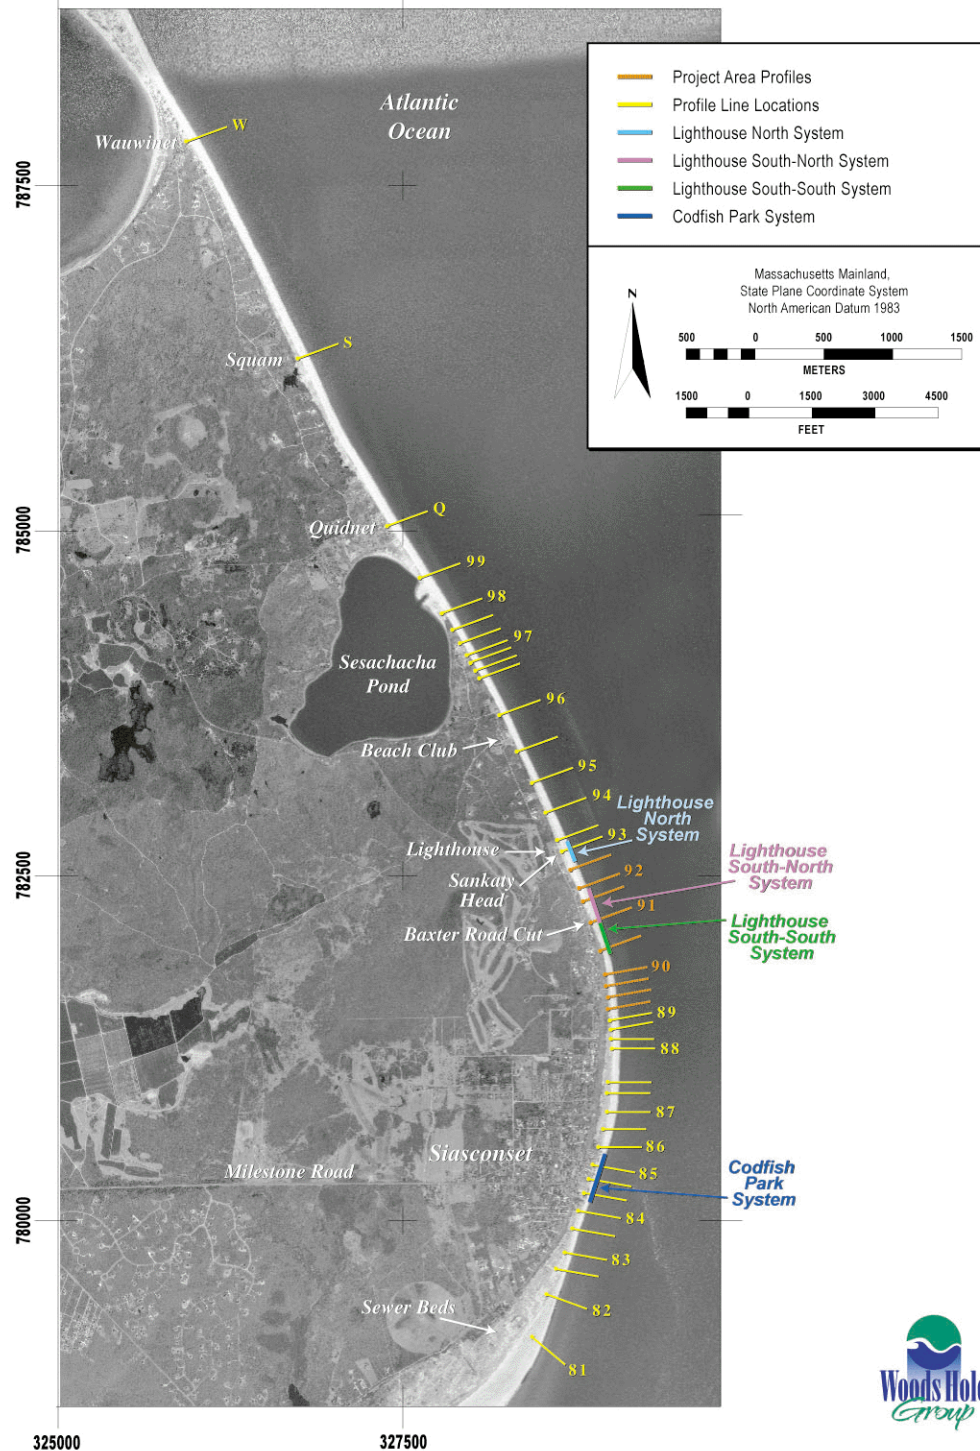 Atlantic
Ocean
Wauwinet
W
787500
Project Area Profiles
Profile Line Locations
Lighthouse North System
Lighthouse South-North System
Lighthouse South-South System
Codfish Park System
Massachusetts Mainland,
State Plane Coordinate System
North American Datum 1983
N
500 0 500 1000 1500
METERS
1500 0 1500 3000 4500
FEET
Squam
S
Quidnet
Q
785000
99
98
97
Sesachacha
Pond
96
Beach Club
95
94
Lighthouse
North
System
93
Lighthouse
Sankaty
Head
92
Lighthouse
South-North
System
782500
91
Baxter Road Cut
Lighthouse
South-South
System
90
89
88
87
86
Siasconset
85
Milestone Road
Codfish
Park
System
84
780000
83
82
Sewer Beds
81
Woods Hol
Group
325000
327500